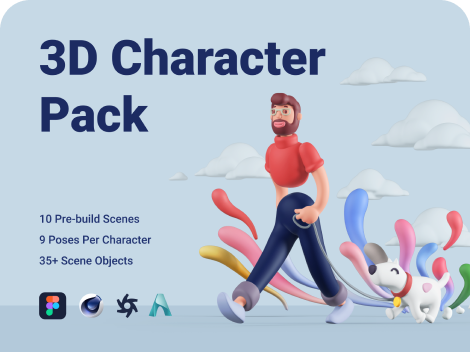 3D Character
Pack
10 Pre-build Scenes
9 Poses Per Character
35+ Scene Objects